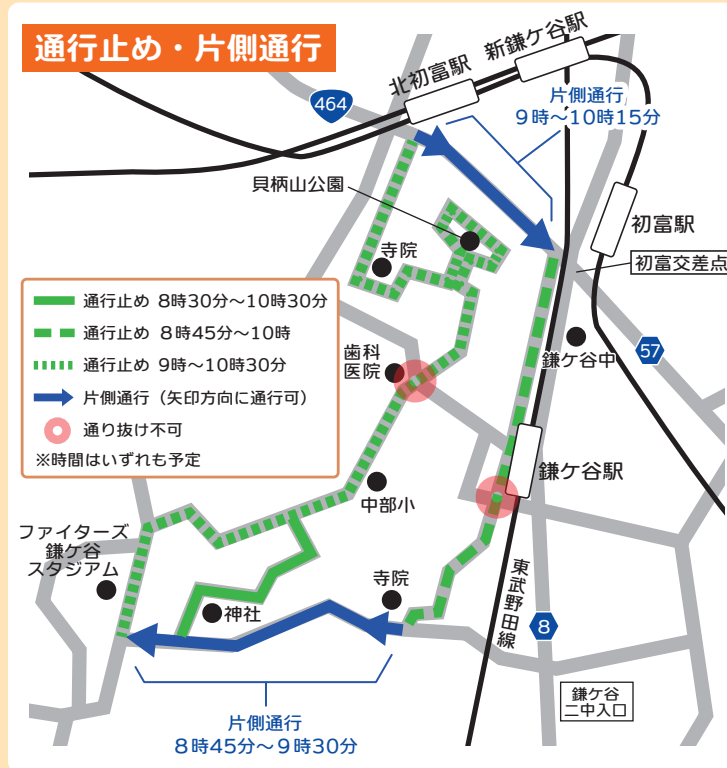 通行止め・片側通行
新鎌ケ谷駅
北初富駅
464
片側通行
9時〜10時15分
貝柄山公園
初富駅
寺院
初富交差点
通行止め 8時30分〜10時30分
通行止め 8時45分〜10時
通行止め 9時〜10時30分
片側通行（矢印方向に通行可）
通り抜け不可
※時間はいずれも予定
歯科
医院
鎌ケ谷中
57
鎌ケ谷駅
中部小
ファイターズ
鎌ケ谷
スタジアム
寺院
神社
東武野田線
8
鎌ケ谷
二中入口
片側通行
8時45分〜9時30分